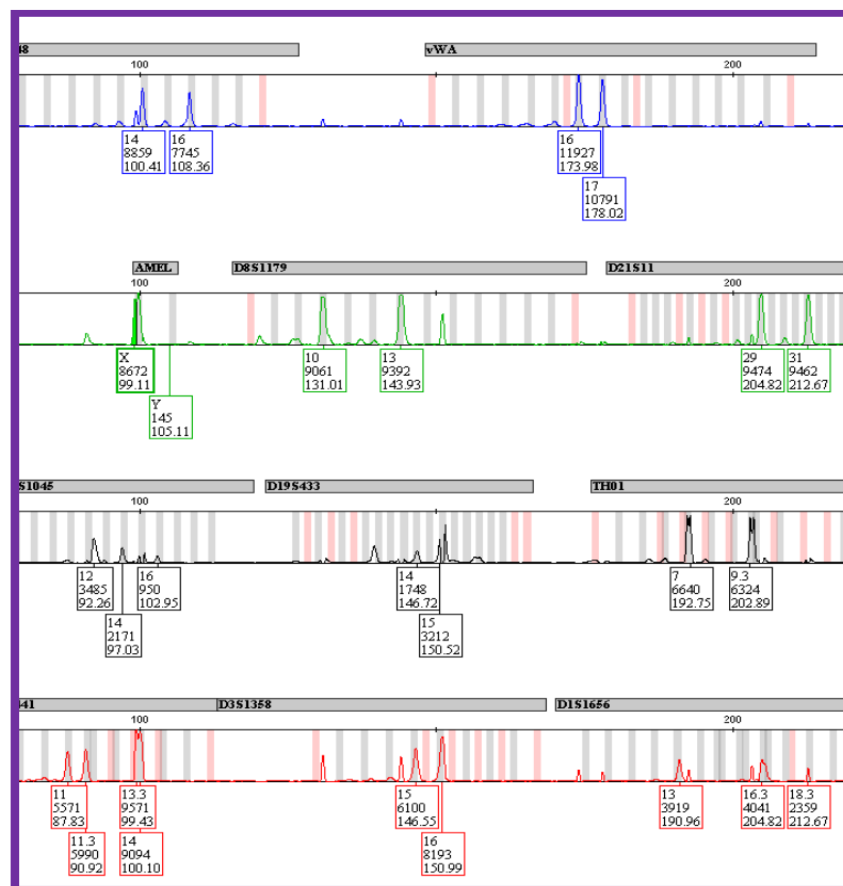 48 vWA
100 200
14 16 16
8859 7745 11927
100.41 108.36 173.98
17
10791
178.02
AMEL D8S1179 D21S11
100 200
X 10 13 29 31
8672 9061 9392 9474 9462
99.11 131.01 143.93 204.82 212.67
Y
145
105.11
S1045 D19S433 TH01
100 200
12 16 14 7 9.3
3485 950 1748 6640 6324
92.26 102.95 146.72 192.75 202.89
14 15
2171 3212
97.03 150.52
441 D3S1358 D1S1656
100 200
11 13.3 15 13 16.3 18.3
5571 9571 6100 3919 4041 2359
87.83 99.43 146.55 190.96 204.82 212.67
11.3 14 16
5990 9094 8193
90.92 100.10 150.99